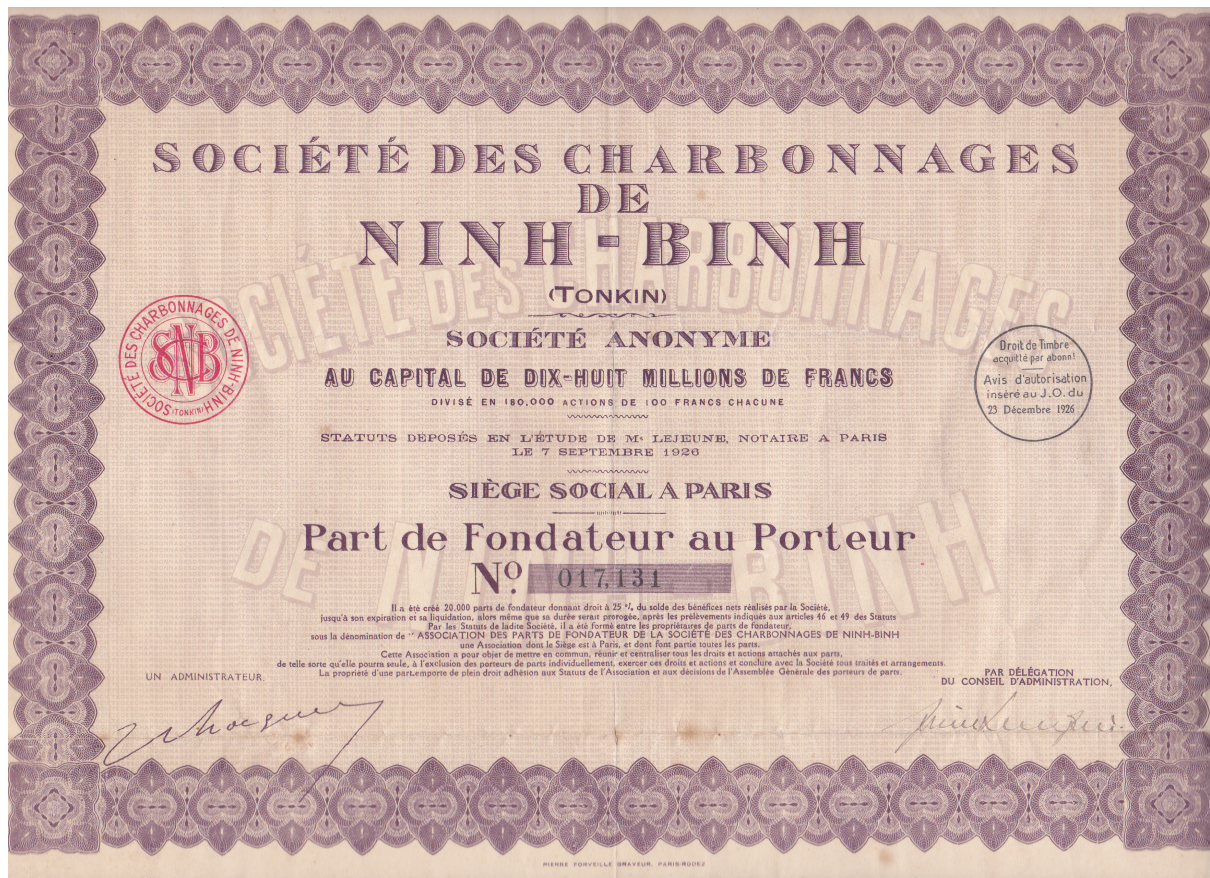 SOCIÉTÉ DES CHARBONNAGES
DE
NINH-BINH
(TONKIN)
SOCIÉTÉ ANONYME
AU CAPITAL DE DIX-HUIT MILLIONS DE FRANCS
DIVISÉ EN 180,000 ACTIONS DE 100 FRANCS CHACUNE
SOCIÉTÉ DES CHARBONNAGES DE NINH-BINH
(TONKIN)
SNB
Droit de Timbre
acquitté par abonnt
Avis d'autorisation
inséré au J.O. du
23 Décembre 1926
STATUTS DÉPOSÉS EN L'ÉTUDE DE Me LEJEUNE, NOTAIRE A PARIS
LE 7 SEPTEMBRE 1926
SIÈGE SOCIAL A PARIS
Part de Fondateur au Porteur
No. 017,131
Il a été créé 20.000 parts de fondateur donnant droit à 25 % du solde des bénéfices nets réalisés par la Société,
jusqu'à son expiration et sa liquidation, alors même que sa durée serait prorogée, après les prélèvements indiqués aux articles 46 et 49 des Statuts
Par les Statuts de ladite Société, il a été formé entre les propriétaires de parts de fondateur,
sous la dénomination de " ASSOCIATION DES PARTS DE FONDATEUR DE LA SOCIÉTÉ DES CHARBONNAGES DE NINH-BINH
une Association dont le Siège est à Paris, et dont font partie toutes les parts.
Cette Association a pour objet de mettre en commun, réunir et centraliser tous les droits et actions attachés aux parts,
de telle sorte qu'elle pourra seule, à l'exclusion des porteurs de parts individuellement, exercer ces droits et actions et conclure avec la Société tous traités et arrangements.
La propriété d'une part emporte de plein droit adhésion aux Statuts de l'Association et aux décisions de l'Assemblée Générale des porteurs de parts.
UN ADMINISTRATEUR.
PAR DÉLÉGATION
DU CONSEIL D'ADMINISTRATION,
SOCIÉTÉ DES CHARBONNAGES
DE NINH BINH
PIERRE FORVEILLE GRAVEUR, PARIS-RODEZ